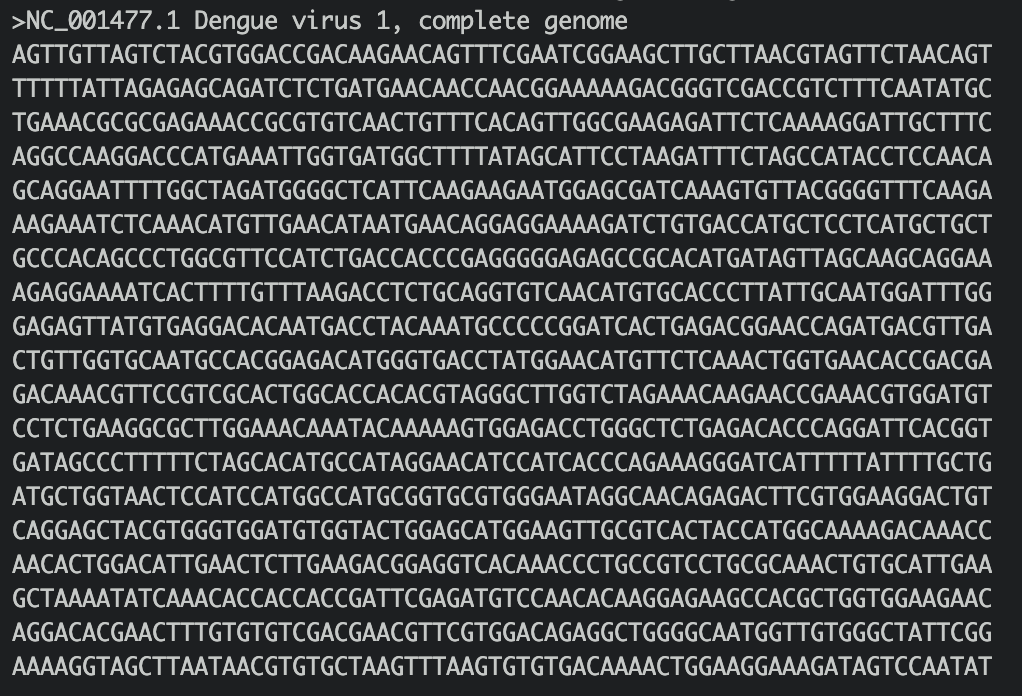 >NC_001477.1 Dengue virus 1, complete genome
AGTTGTTAGTCTACGTGGACCGACAAGAACAGTTTCGAATCGGAAGCTTGCTTAACGTAGTTCTAACAGT
TTTTTATTAGAGAGCAGATCTCTGATGAACAACCAACGGAAAAAGACGGGTCGACCGTCTTTCAATATGC
TGAAACGCGCGAGAAACCGCGTGTCAACTGTTTCACAGTTGGCGAAGAGATTCTCAAAAGGATTGCTTTC
AGGCCAAGGACCCATGAAATTGGTGATGGCTTTTATAGCATTCCTAAGATTTCTAGCCATACCTCCAACA
GCAGGAATTTTGGCTAGATGGGGCTCATTCAAGAAGAATGGAGCGATCAAAGTGTTACGGGGTTTCAAGA
AAGAAATCTCAAACATGTTGAACATAATGAACAGGAGGAAAAGATCTGTGACCATGCTCCTCATGCTGCT
GCCCACAGCCCTGGCGTTCCATCTGACCACCCGAGGGGGAGAGCCGCACATGATAGTTAGCAAGCAGGAA
AGAGGAAAATCACTTTTGTTTAAGACCTCTGCAGGTGTCAACATGTGCACCCTTATTGCAATGGATTTGG
GAGAGTTATGTGAGGACACAATGACCTACAAATGCCCCCGGATCACTGAGACGGAACCAGATGACGTTGA
CTGTTGGTGCAATGCCACGGAGACATGGGTGACCTATGGAACATGTTCTCAAACTGGTGAACACCGACGA
GACAAACGTTCCGTCGCACTGGCACCACACGTAGGGCTTGGTCTAGAAACAAGAACCGAAACGTGGATGT
CCTCTGAAGGCGCTTGGAAACAAATACAAAAAGTGGAGACCTGGGCTCTGAGACACCCAGGATTCACGGT
GATAGCCCTTTTTCTAGCACATGCCATAGGAACATCCATCACCCAGAAAGGGATCATTTTTATTTTGCTG
ATGCTGGTAACTCCATCCATGGCCATGCGGTGCGTGGGAATAGGCAACAGAGACTTCGTGGAAGGACTGT
CAGGAGCTACGTGGGTGGATGTGGTACTGGAGCATGGAAGTTGCGTCACTACCATGGCAAAAGACAAACC
AACACTGGACATTGAACTCTTGAAGACGGAGGTCACAAACCCTGCCGTCCTGCGCAAACTGTGCATTGAA
GCTAAAATATCAAACACCACCACCGATTCGAGATGTCCAACACAAGGAGAAGCCACGCTGGTGGAAGAAC
AGGACACGAACTTTGTGTGTCGACGAACGTTCGTGGACAGAGGCTGGGGCAATGGTTGTGGGCTATTCGG
AAAAGGTAGCTTAATAACGTGTGCTAAGTTTAAGTGTGTGACAAAACTGGAAGGAAAGATAGTCCAATAT